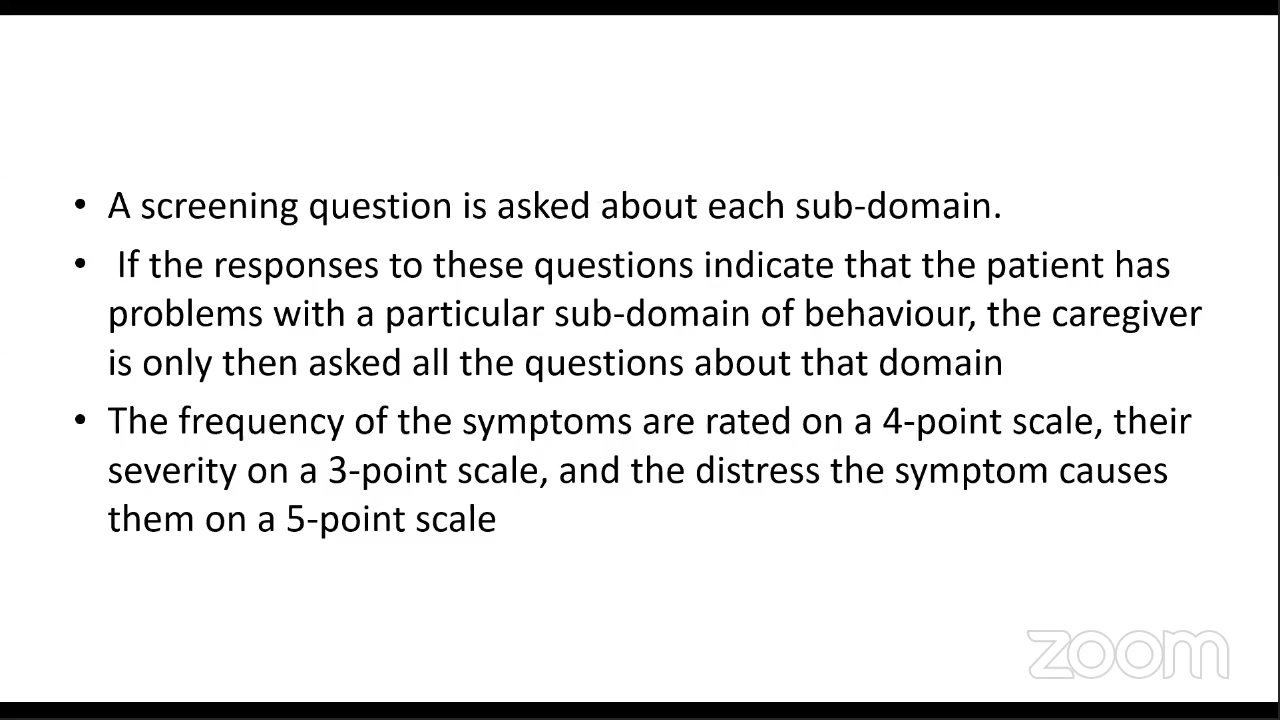 • A screening question is asked about each sub-domain.
• If the responses to these questions indicate that the patient has
problems with a particular sub-domain of behaviour, the caregiver
is only then asked all the questions about that domain
• The frequency of the symptoms are rated on a 4-point scale, their
severity on a 3-point scale, and the distress the symptom causes
them on a 5-point scale
zoom